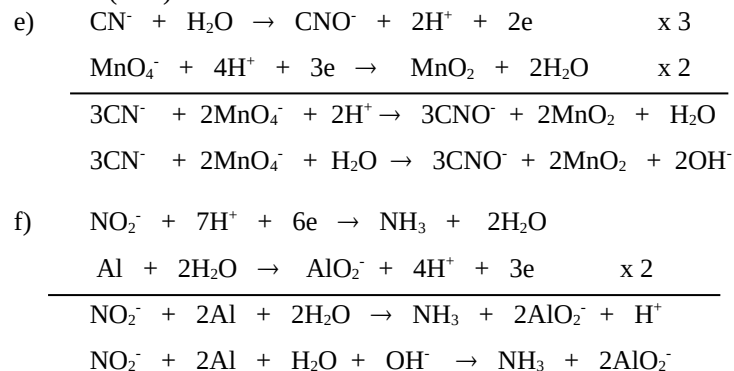 e) CN⁻ + H₂O → CNO⁻ + 2H⁺ + 2e x 3
MnO₄⁻ + 4H⁺ + 3e → MnO₂ + 2H₂O x 2
3CN⁻ + 2MnO₄⁻ + 2H⁺ → 3CNO⁻ + 2MnO₂ + H₂O
3CN⁻ + 2MnO₄⁻ + H₂O → 3CNO⁻ + 2MnO₂ + 2OH⁻
f) NO₂⁻ + 7H⁺ + 6e → NH₃ + 2H₂O
Al + 2H₂O → AlO₂⁻ + 4H⁺ + 3e x 2
NO₂⁻ + 2Al + 2H₂O → NH₃ + 2AlO₂⁻ + H⁺
NO₂⁻ + 2Al + H₂O + OH⁻ → NH₃ + 2AlO₂⁻